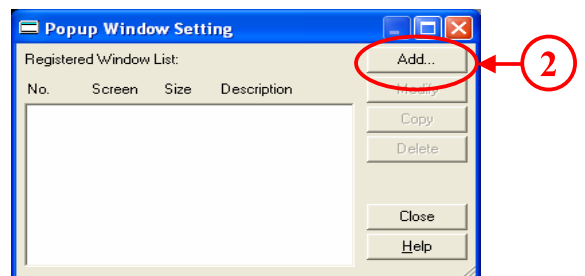 Popup Window Setting
Registered Window List:
No. Screen Size Description
Add...
2
Modify
Copy
Delete
Close
Help